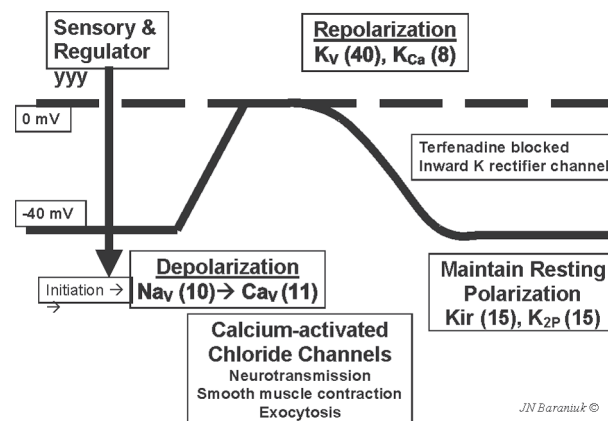 Sensory &
Regulator
yyy
Repolarization
KV (40), KCa (8)
0 mV
Terfenadine blocked
Inward K rectifier channel
-40 mV
Initiation →
→
Depolarization
NaV (10)→ CaV (11)
Maintain Resting
Polarization
Kir (15), K2P (15)
Calcium-activated
Chloride Channels
Neurotransmission
Smooth muscle contraction
Exocytosis
JN Baraniuk ©